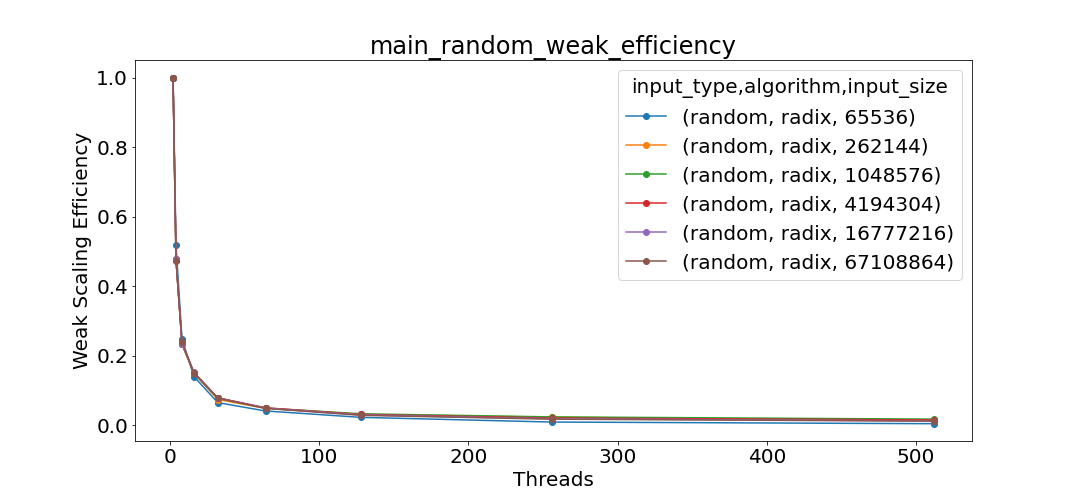 main_random_weak_efficiency
Weak Scaling Efficiency
1.0
0.8
0.6
0.4
0.2
0.0
input_type,algorithm,input_size
(random, radix, 65536)
(random, radix, 262144)
(random, radix, 1048576)
(random, radix, 4194304)
(random, radix, 16777216)
(random, radix, 67108864)
0 100 200 300 400 500
Threads